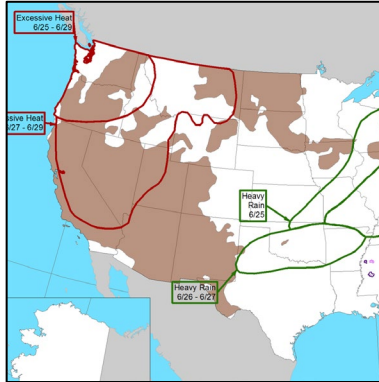 Excessive Heat
6/25 - 6/29
ssive Heat
/27 - 6/29
Heavy
Rain
6/25
Heavy Rain
6/26 - 6/27